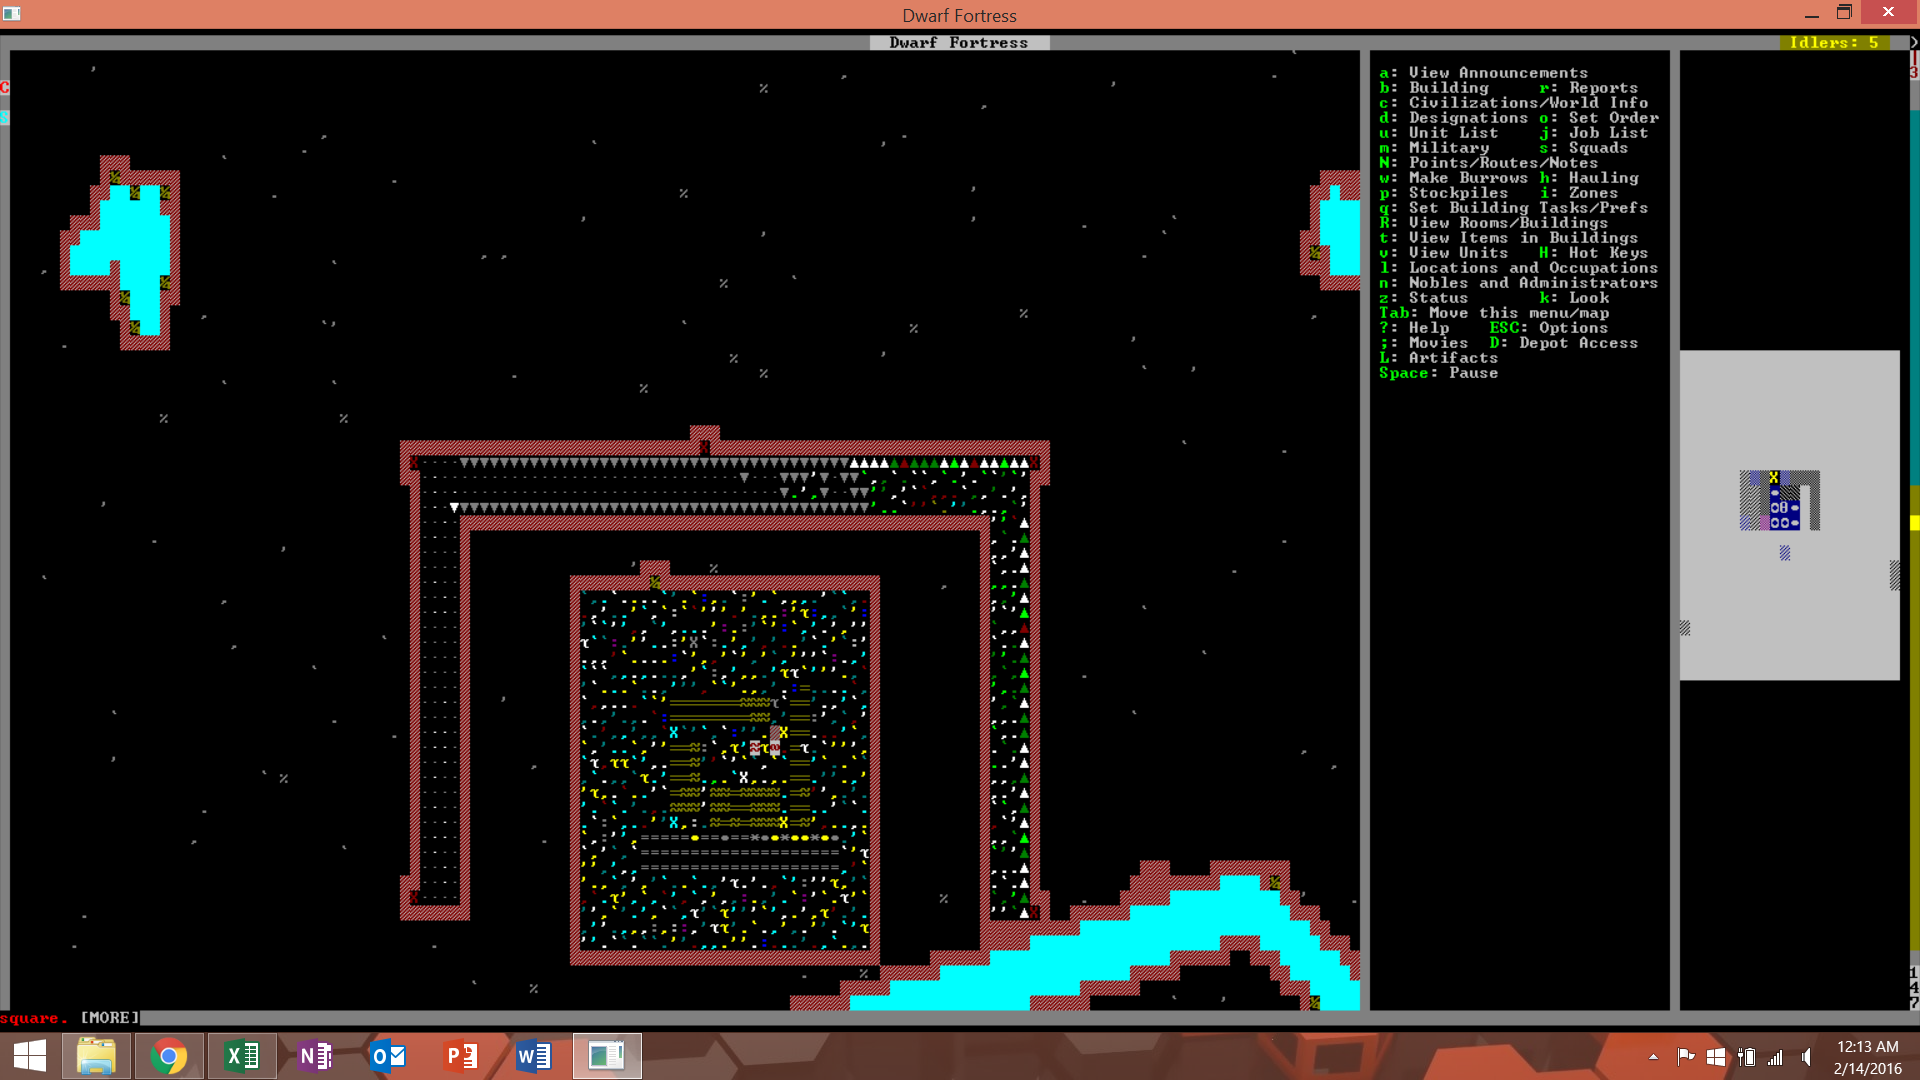 Dwarf Fortress
Dwarf Fortress
Idlers: 5
a: View Announcements
b: Building r: Reports
c: Civilizations/World Info
d: Designations o: Set Order
u: Unit List j: Job List
m: Military s: Squads
N: Points/Routes/Notes
w: Make Burrows h: Hauling
p: Stockpiles i: Zones
q: Set Building Tasks/Prefs
R: View Rooms/Buildings
t: View Items in Buildings
v: View Units H: Hot Keys
l: Locations and Occupations
n: Nobles and Administrators
z: Status k: Look
Tab: Move this menu/map
?: Help ESC: Options
;: Movies D: Depot Access
L: Artifacts
Space: Pause
square. [MORE]
12:13 AM
2/14/2016